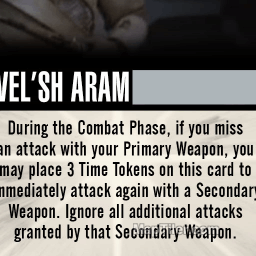 VEL'SH ARAM
During the Combat Phase, if you miss
an attack with your Primary Weapon, you
may place 3 Time Tokens on this card to
immediately attack again with a Secondary
Weapon. Ignore all additional attacks
granted by that Secondary Weapon.